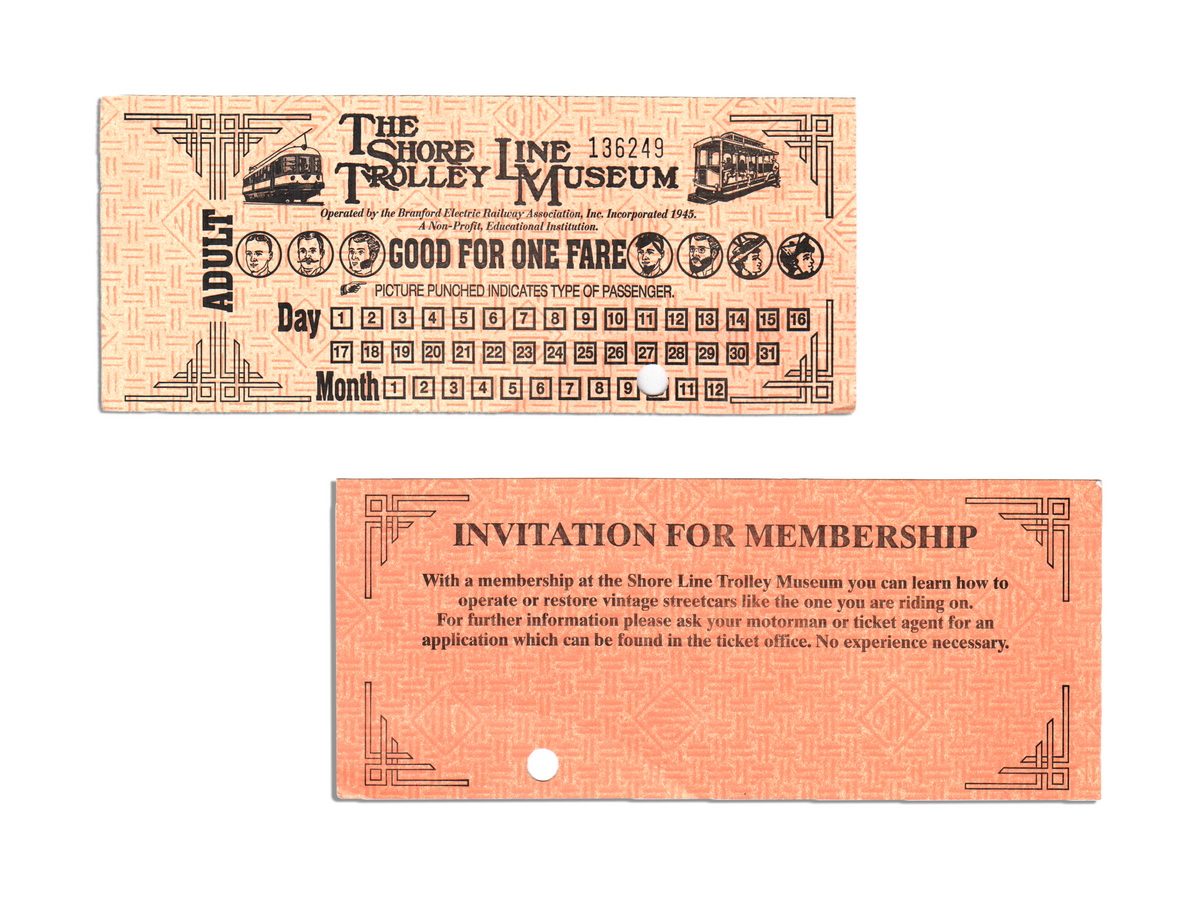 THE
SHORE LINE 136249
TROLLEY MUSEUM
Operated by the Branford Electric Railway Association, Inc. Incorporated 1945.
A Non-Profit, Educational Institution.
ADULT
GOOD FOR ONE FARE
PICTURE PUNCHED INDICATES TYPE OF PASSENGER.
Day 1 2 3 4 5 6 7 8 9 10 11 12 13 14 15 16
17 18 19 20 21 22 23 24 25 26 27 28 29 30 31
Month 1 2 3 4 5 6 7 8 9 11 12
INVITATION FOR MEMBERSHIP
With a membership at the Shore Line Trolley Museum you can learn how to
operate or restore vintage streetcars like the one you are riding on.
For further information please ask your motorman or ticket agent for an
application which can be found in the ticket office. No experience necessary.